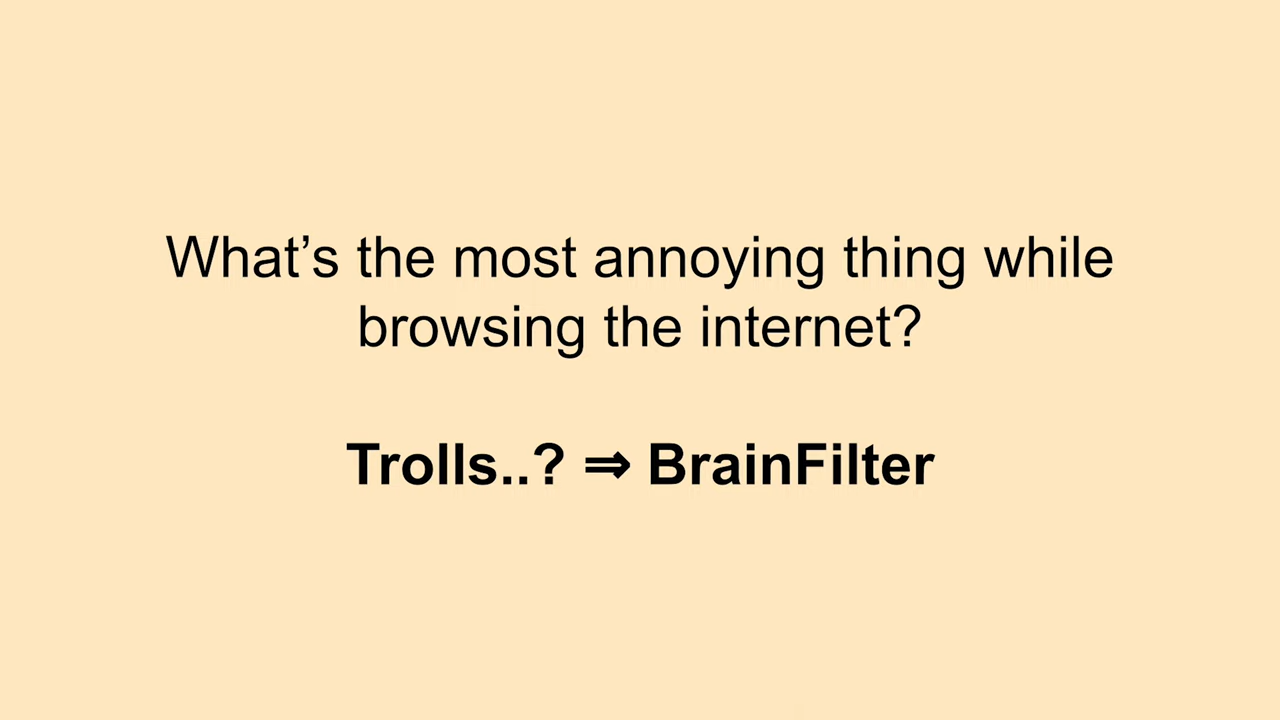 What’s the most annoying thing while
browsing the internet?
Trolls..? ⇒ BrainFilter